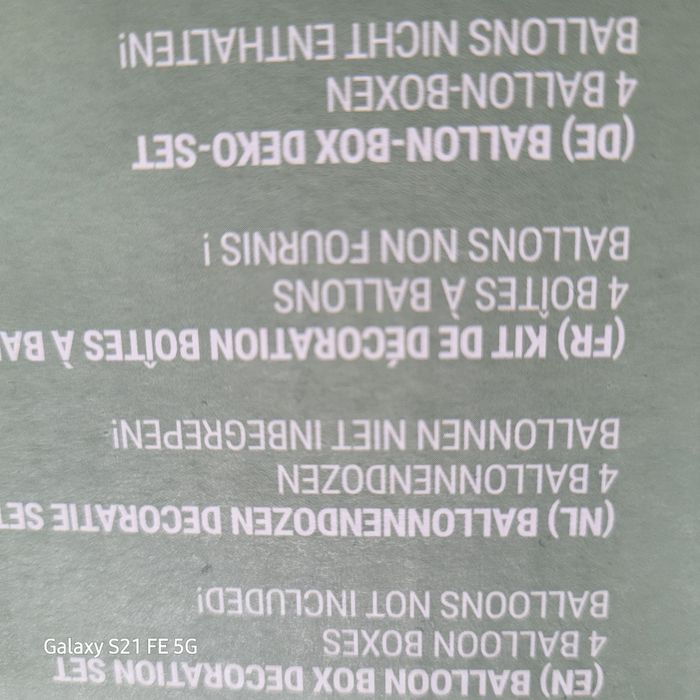 (EN) BALLOON BOX DECORATION SET
4 BALLOON BOXES
BALLOONS NOT INCLUDED!
(NL) BALLONNENDOZEN DECORATIE SET
4 BALLONNENDOZEN
BALLONNEN NIET INBEGREPEN!
(FR) KIT DE DÉCORATION BOÎTES À
4 BOÎTES À BALLONS
BALLONS NON FOURNIS !
(DE) BALLON-BOX DEKO-SET
4 BALLON-BOXEN
BALLONS NICHT ENTHALTEN!
Galaxy S21 FE 5G